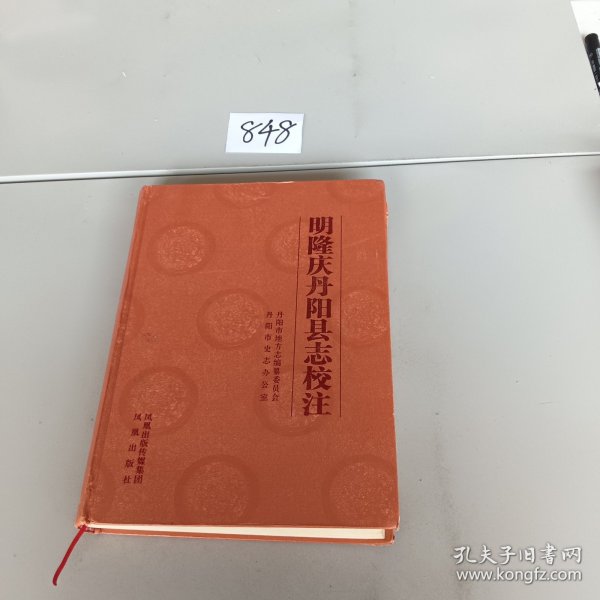 848
明隆庆丹阳县志校注
丹阳市地方志编纂委员会
丹阳市史志办公室
凤凰出版传媒集团
凤凰出版社
孔夫子旧书网
www.kongfz.com